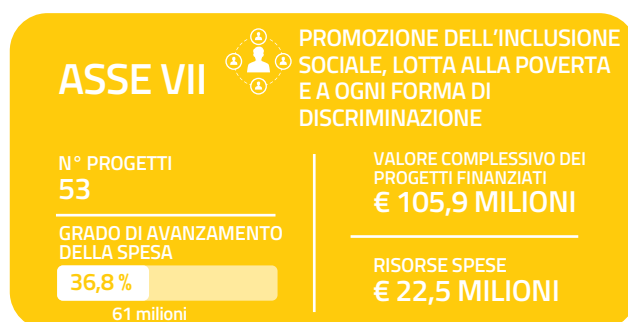 ASSE VII
PROMOZIONE DELL'INCLUSIONE
SOCIALE, LOTTA ALLA POVERTA
E A OGNI FORMA DI
DISCRIMINAZIONE
N° PROGETTI
53
GRADO DI AVANZAMENTO
DELLA SPESA
36,8 %
61 milioni
VALORE COMPLESSIVO DEI
PROGETTI FINANZIATI
€ 105,9 MILIONI
RISORSE SPESE
€ 22,5 MILIONI